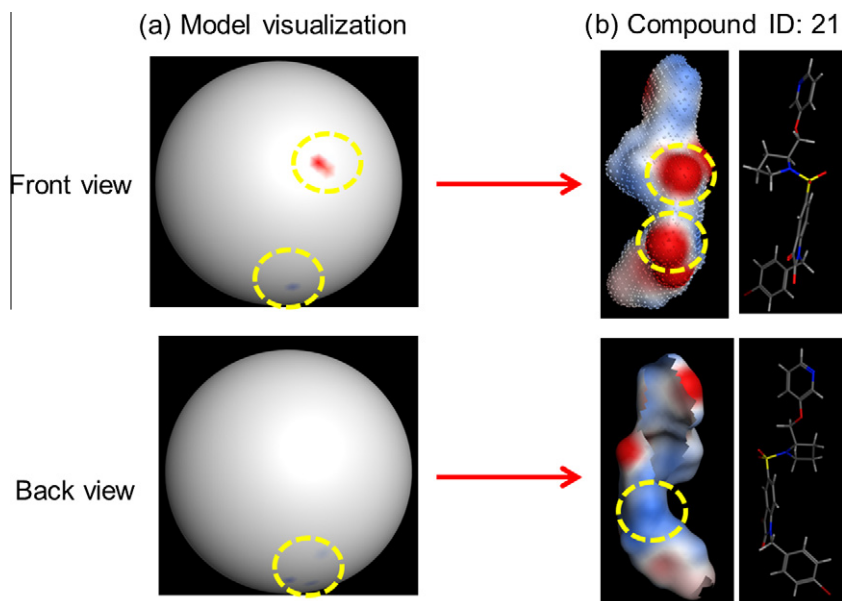 (a) Model visualization
(b) Compound ID: 21
Front view
Back view